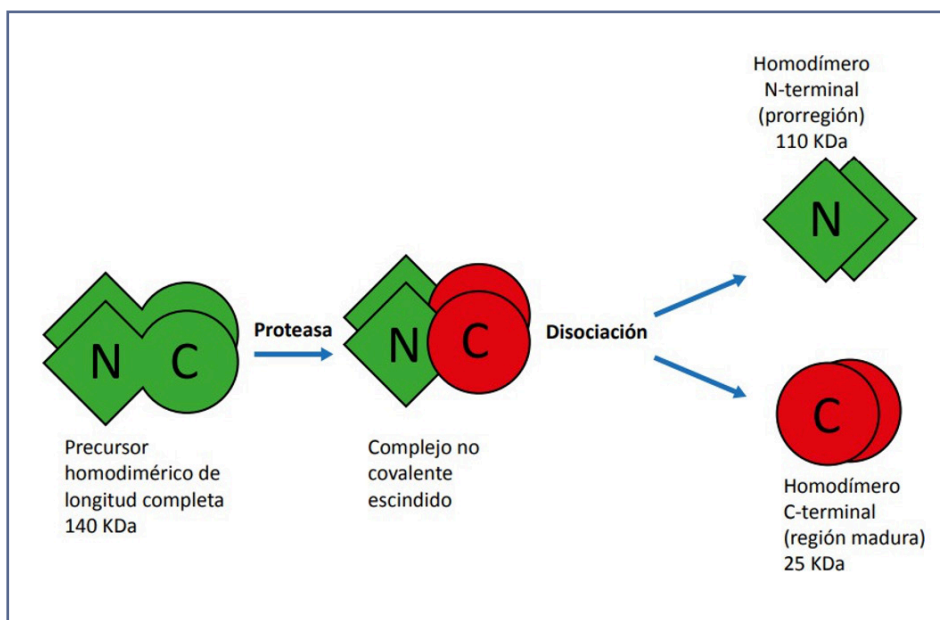 Homodímero
N-terminal
(prorregión)
110 KDa
N
N
C
Proteasa
N
C
Disociación
C
Precursor
homodimérico de
longitud completa
140 KDa
Complejo no
covalente
escindido
Homodímero
C-terminal
(región madura)
25 KDa